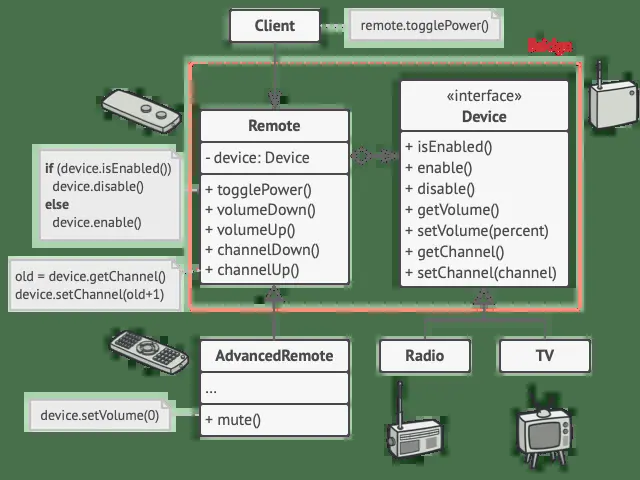 Client
remote.togglePower()
Bridge
Remote
- device: Device
+ togglePower()
+ volumeDown()
+ volumeUp()
+ channelDown()
+ channelUp()
«interface»
Device
+ isEnabled()
+ enable()
+ disable()
+ getVolume()
+ setVolume(percent)
+ getChannel()
+ setChannel(channel)
if (device.isEnabled())
device.disable()
else
device.enable()
old = device.getChannel()
device.setChannel(old+1)
AdvancedRemote
...
+ mute()
device.setVolume(0)
Radio
TV